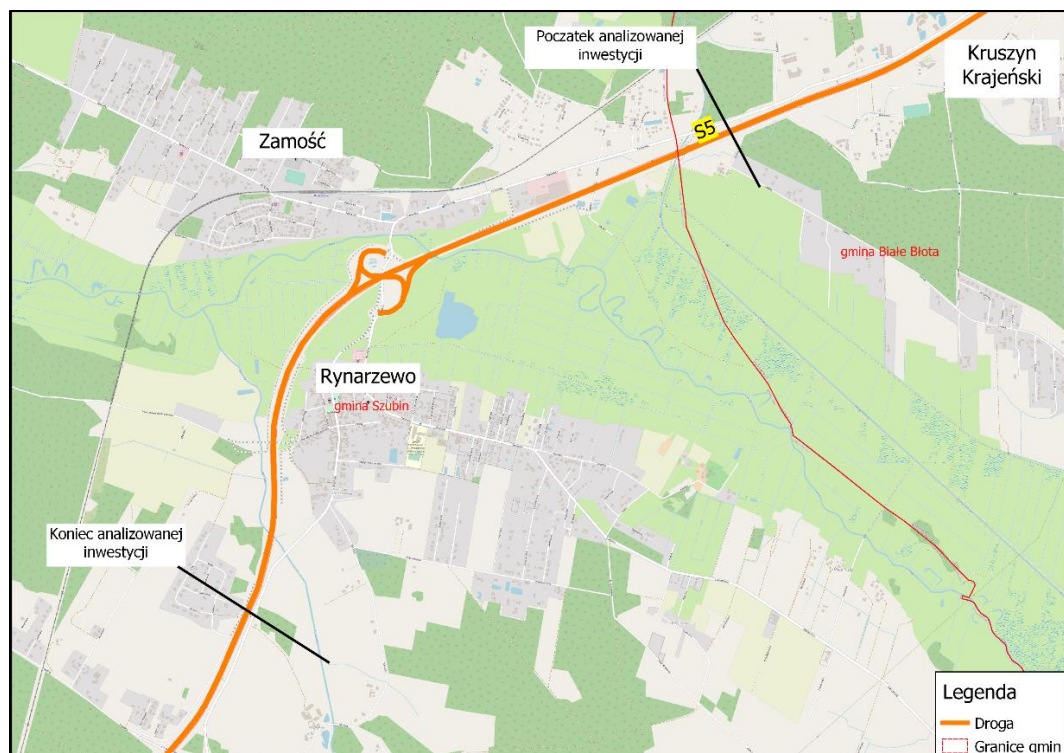 Poczatek analizowanej
inwestycji
Kruszyn
Krajeński
S5
Zamość
gmina Białe Błota
Rynarzewo
gmina Szubin
Koniec analizowanej
inwestycji
Legenda
Droga
Granice gmin